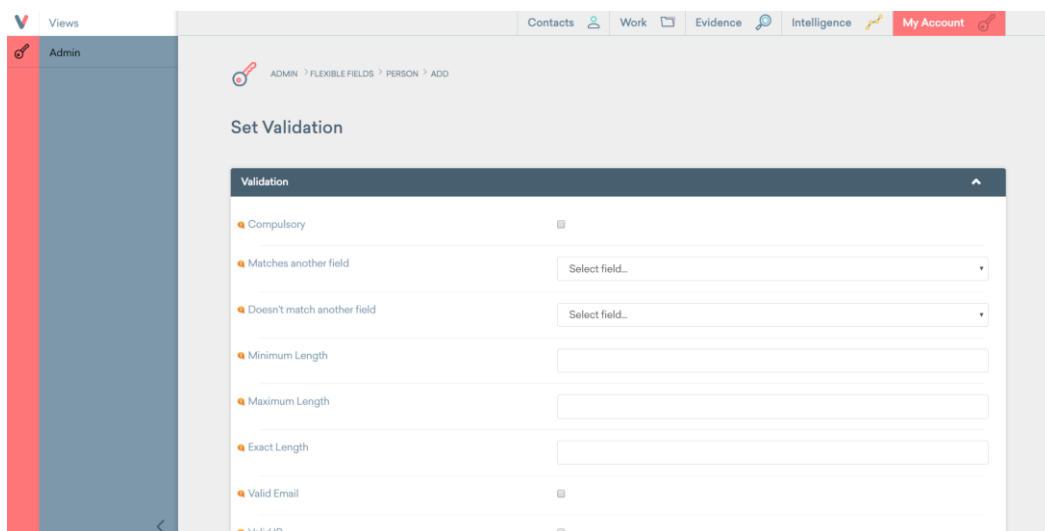 Views
Contacts Work Evidence Intelligence My Account
Admin
ADMIN > FLEXIBLE FIELDS > PERSON > ADD
Set Validation
Validation
Compulsory
Matches another field
Select field...
Doesn't match another field
Select field...
Minimum Length
Maximum Length
Exact Length
Valid Email